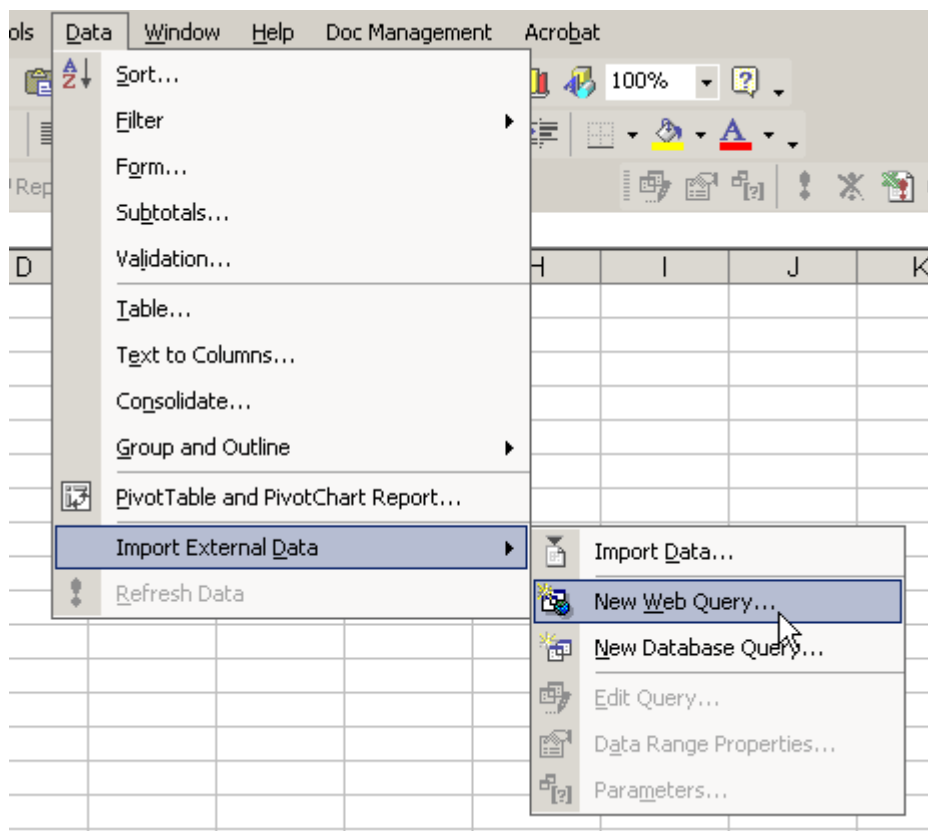 ols Data Window Help Doc Management Acrobat
Sort...
100%
Filter
Form...
Rep
Subtotals...
Validation...
D H I J K
Table...
Text to Columns...
Consolidate...
Group and Outline
PivotTable and PivotChart Report...
Import External Data
Import Data...
Refresh Data
New Web Query...
New Database Query...
Edit Query...
Data Range Properties...
Parameters...